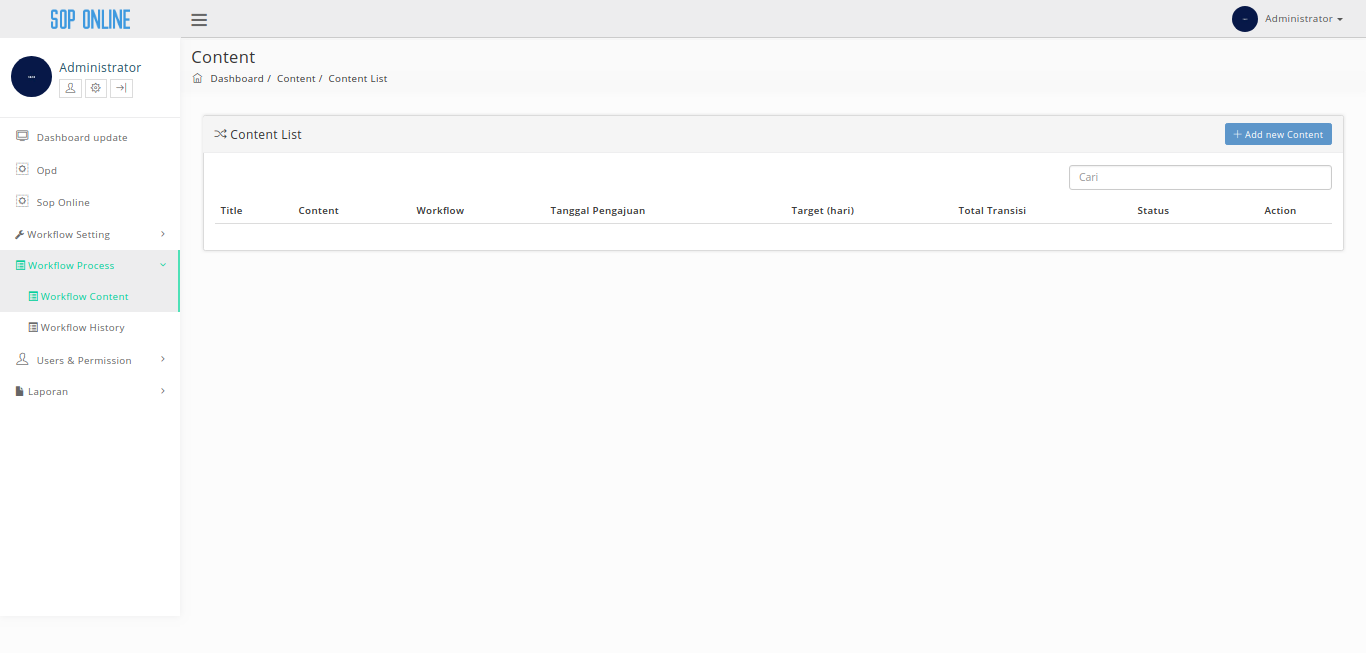 SOP ONLINE
Administrator
Administrator
Content
Dashboard / Content / Content List
Dashboard update
Opd
Sop Online
Workflow Setting
Workflow Process
Workflow Content
Workflow History
Users & Permission
Laporan
Content List
+ Add new Content
Cari
Title Content Workflow Tanggal Pengajuan Target (hari) Total Transisi Status Action